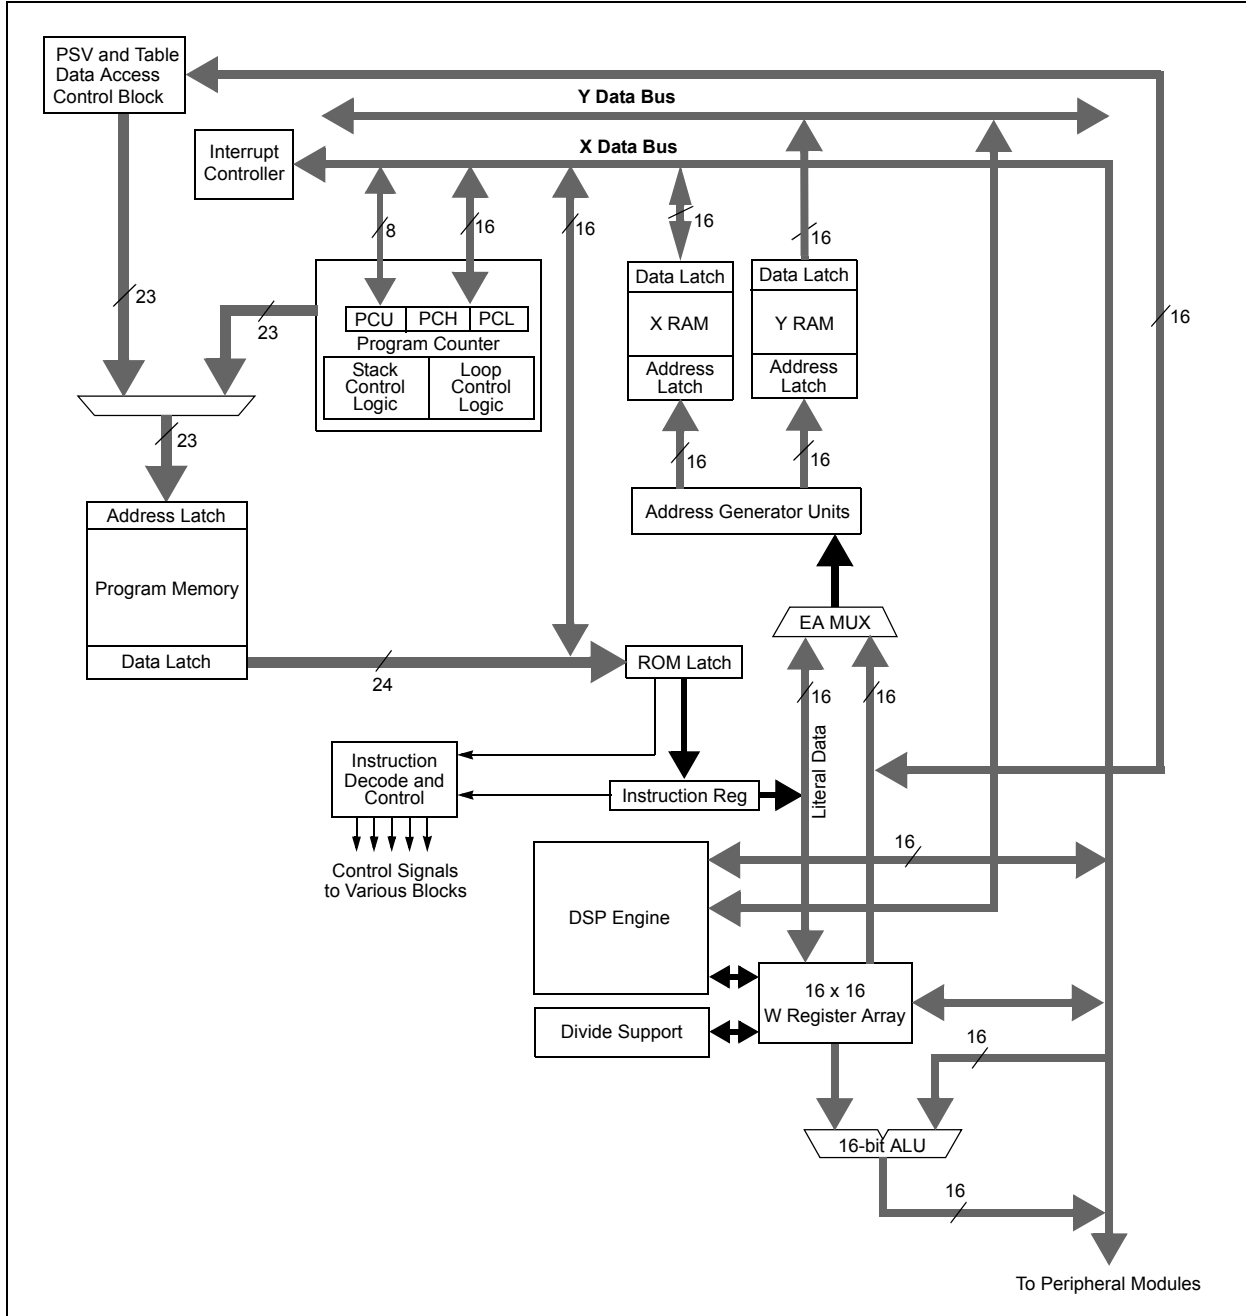 PSV and Table
Data Access
Control Block
Y Data Bus
X Data Bus
Interrupt
Controller
8
16
16
16
16
23
23
16
PCU
PCH
PCL
Program Counter
Stack
Control
Logic
Loop
Control
Logic
Data Latch
X RAM
Address
Latch
Data Latch
Y RAM
Address
Latch
23
16
16
Address Latch
Program Memory
Data Latch
Address Generator Units
EA MUX
24
ROM Latch
16
16
Literal Data
Instruction
Decode and
Control
Instruction Reg
Control Signals
to Various Blocks
16
DSP Engine
16 x 16
W Register Array
Divide Support
16
16-bit ALU
16
To Peripheral Modules